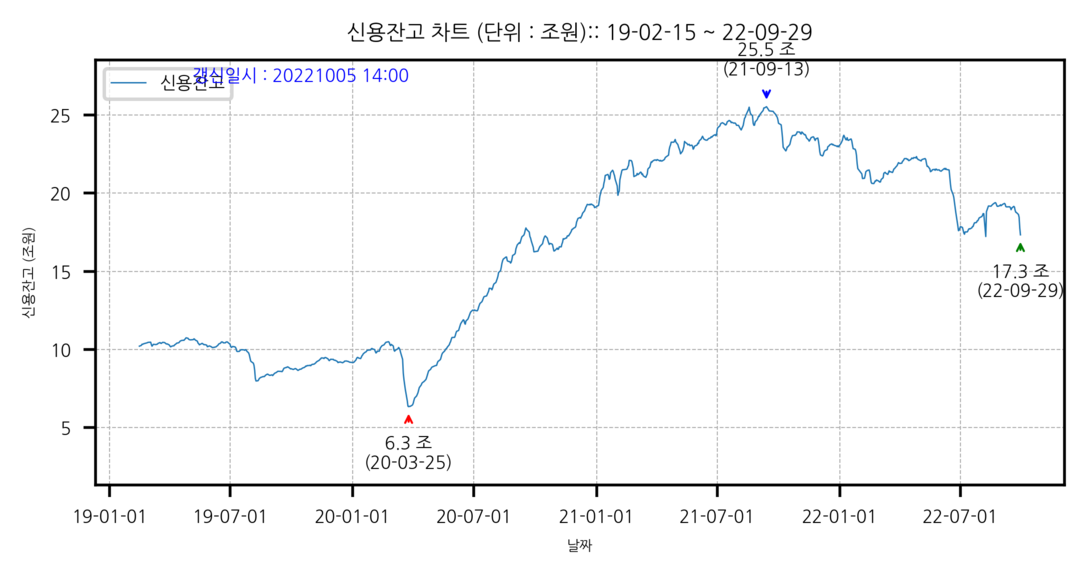 신용잔고 차트 (단위 : 조원):: 19-02-15 ~ 22-09-29
25.5 조
(21-09-13)
갱신일시 : 20221005 14:00
신용잔고
25
20
15
10
5
신용잔고 (조원)
17.3 조
(22-09-29)
6.3 조
(20-03-25)
19-01-01
19-07-01
20-01-01
20-07-01
21-01-01
21-07-01
22-01-01
22-07-01
날짜